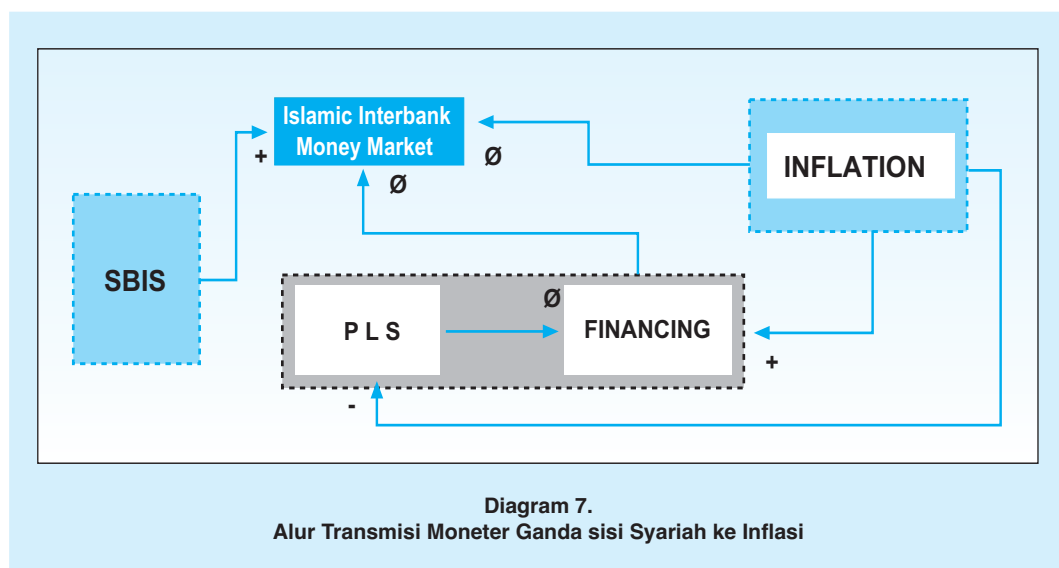 Islamic Interbank
Money Market
+
Ø
Ø
INFLATION
SBIS
P L S
Ø
FINANCING
+
-
Diagram 7.
Alur Transmisi Moneter Ganda sisi Syariah ke Inflasi